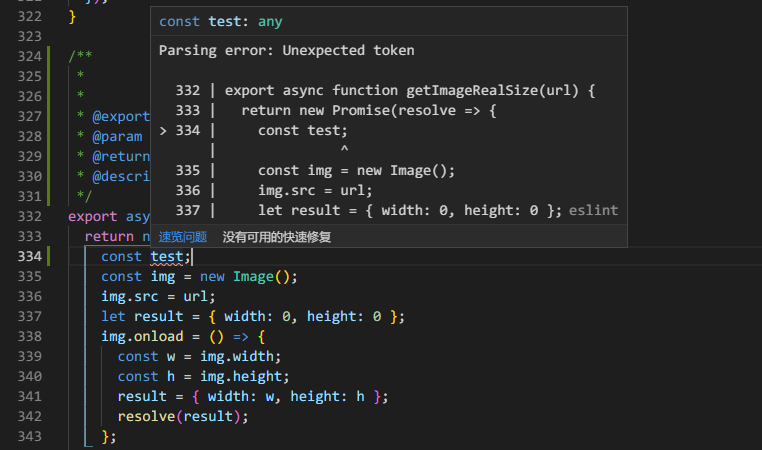 322 }
323
324 /**
325 *
326 *
327 * @export
328 * @param
329 * @return
330 * @descri
331 */
332 export asy
333 return n
334 const test;
335 const img = new Image();
336 img.src = url;
337 let result = { width: 0, height: 0 };
338 img.onload = () => {
339 const w = img.width;
340 const h = img.height;
341 result = { width: w, height: h };
342 resolve(result);
343 };
const test: any
Parsing error: Unexpected token
332 | export async function getImageRealSize(url) {
333 | return new Promise(resolve => {
> 334 | const test;
| ^
335 | const img = new Image();
336 | img.src = url;
337 | let result = { width: 0, height: 0 }; eslint
速览问题 没有可用的快速修复